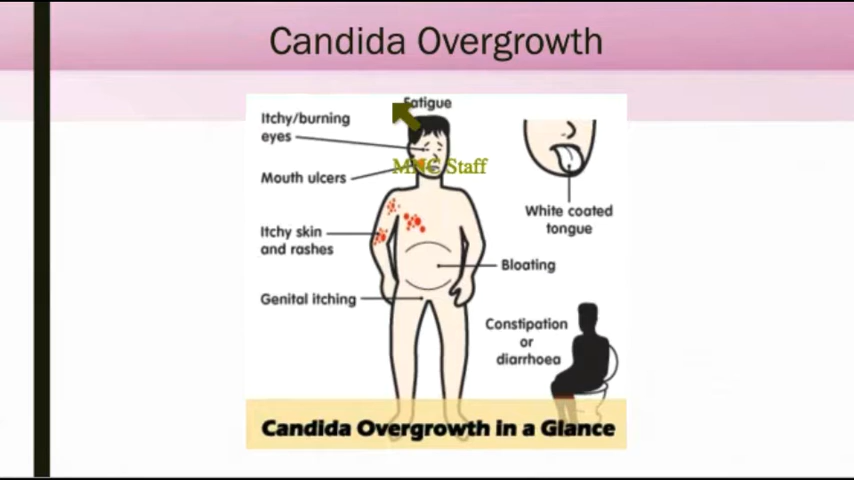 Candida Overgrowth
Fatigue
Itchy/burning
eyes
Mouth ulcers
Staff
Itchy skin
and rashes
Genital itching
White coated
tongue
Bloating
Constipation
or
diarrhoea
Candida Overgrowth in a Glance